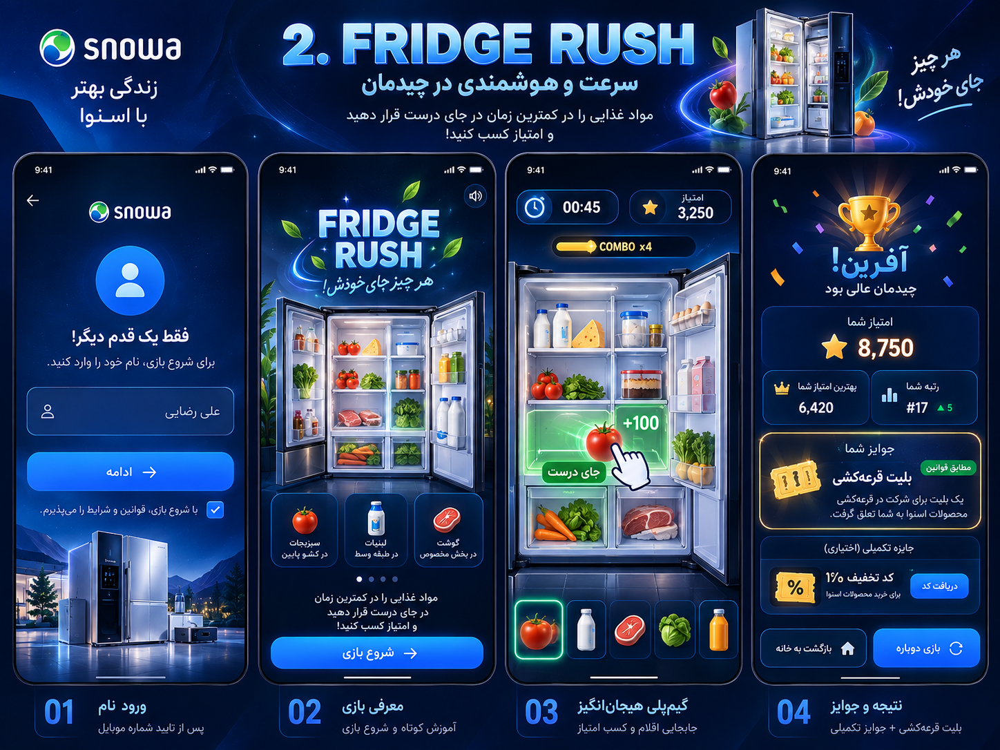 snowa
زندگی بهتر
با اسنوا
2. FRIDGE RUSH
سرعت و هوشمندی در چیدمان
مواد غذایی را در کمترین زمان در جای درست قرار دهید
و امتیاز کسب کنید!
هر چیز
جای خودش!
9:41
snowa
فقط یک قدم دیگر!
برای شروع بازی، نام خود را وارد کنید.
علی رضایی
ادامه
با شروع بازی، قوانین و شرایط را می‌پذیرم.
9:41
FRIDGE
RUSH
هر چیز جای خودش!
سبزیجات
در کشو پایین
لبنیات
در طبقه وسط
گوشت
در بخش مخصوص
مواد غذایی را در کمترین زمان
در جای درست قرار دهید
و امتیاز کسب کنید!
شروع بازی
9:41
00:45
امتیاز
3,250
COMBO x4
+100
جای درست
9:41
آفرین!
چیدمان عالی بود
امتیاز شما
8,750
بهترین امتیاز شما
6,420
رتبه شما
#17 ▲ 5
جوایز شما
مطابق قوانین
بلیت قرعه‌کشی
یک بلیت برای شرکت در قرعه‌کشی
محصولات اسنوا به شما تعلق گرفت.
جایزه تکمیلی (اختیاری)
%
کد تخفیف 1%
برای خرید محصولات اسنوا
دریافت کد
بازگشت به خانه
بازی دوباره
01
ورود نام
پس از تایید شماره موبایل
02
معرفی بازی
آموزش کوتاه و شروع بازی
03
گیم‌پلی هیجان‌انگیز
جابجایی اقلام و کسب امتیاز
04
نتیجه و جوایز
بلیت قرعه‌کشی + جوایز تکمیلی